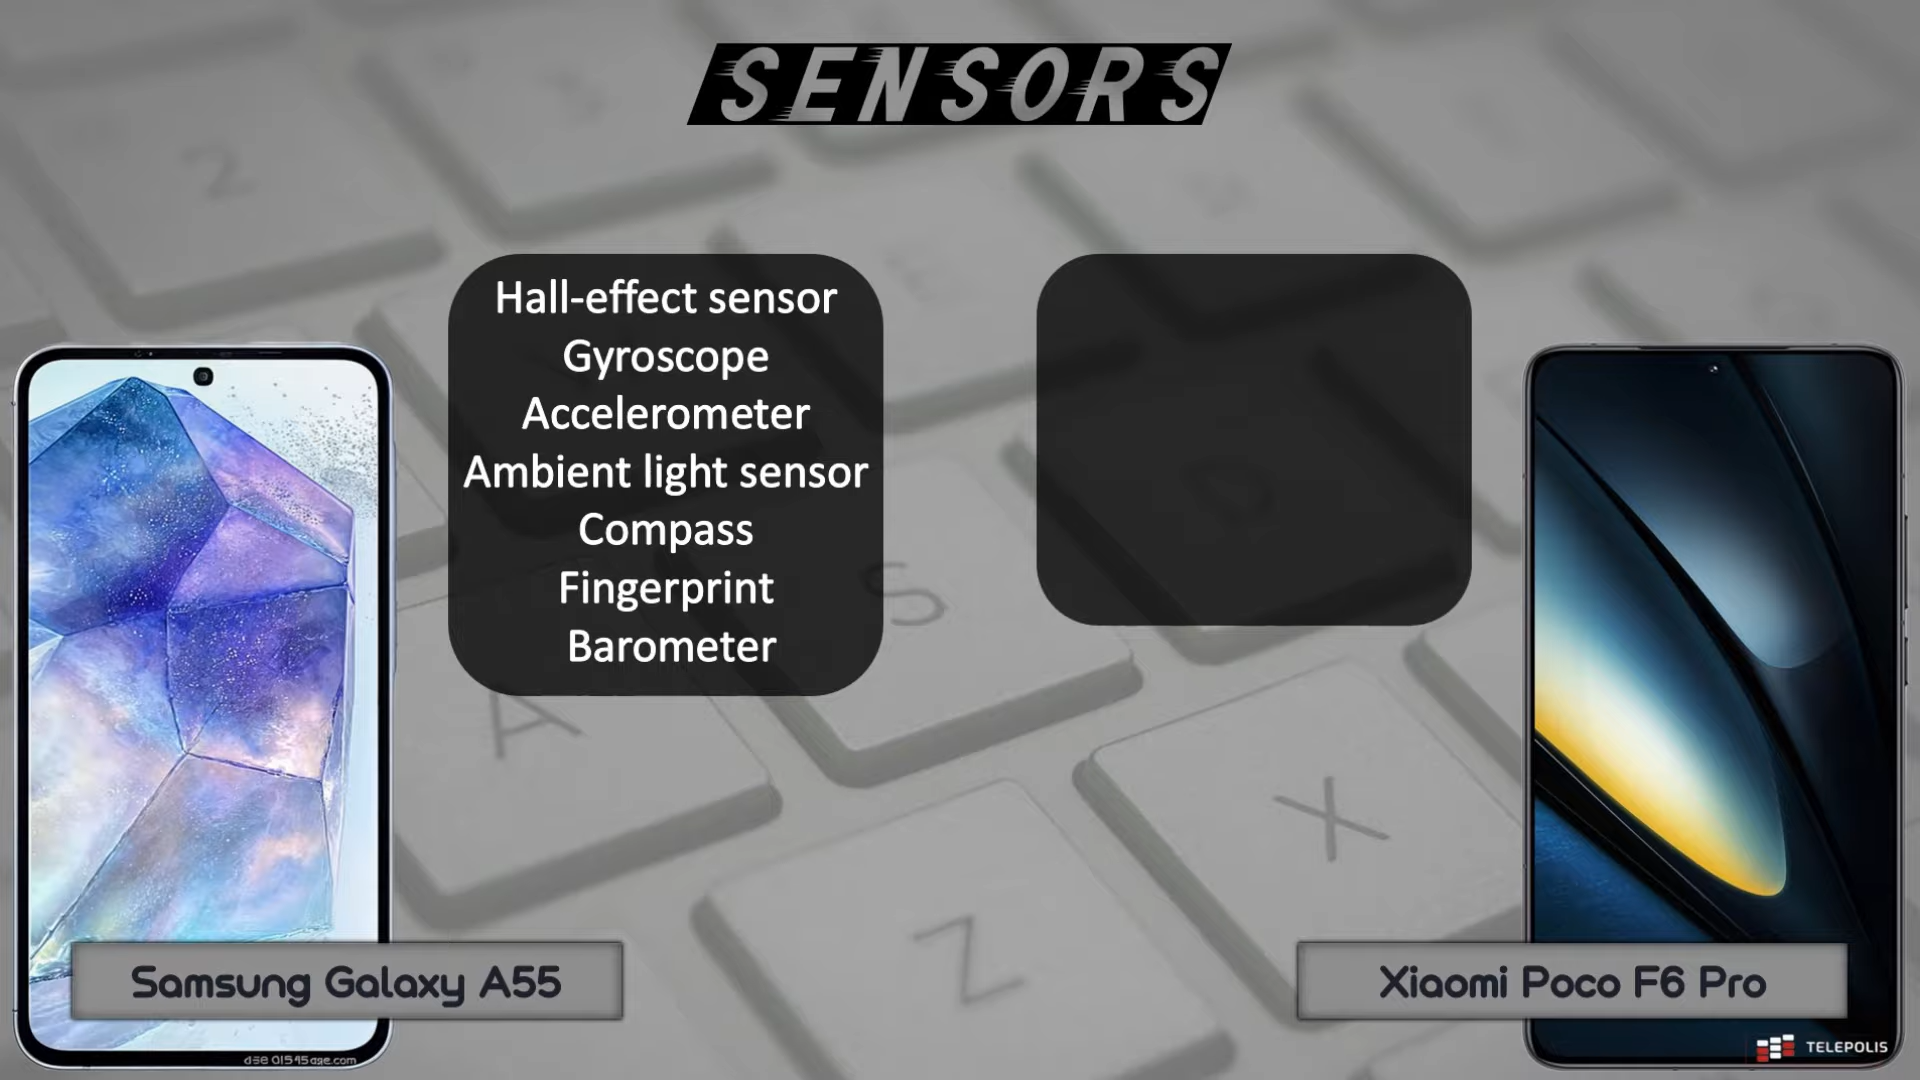 SENSORS
Hall-effect sensor
Gyroscope
Accelerometer
Ambient light sensor
Compass
Fingerprint
Barometer
2
A
S
Z
X
Samsung Galaxy A55
Xiaomi Poco F6 Pro
TELEPOLIS